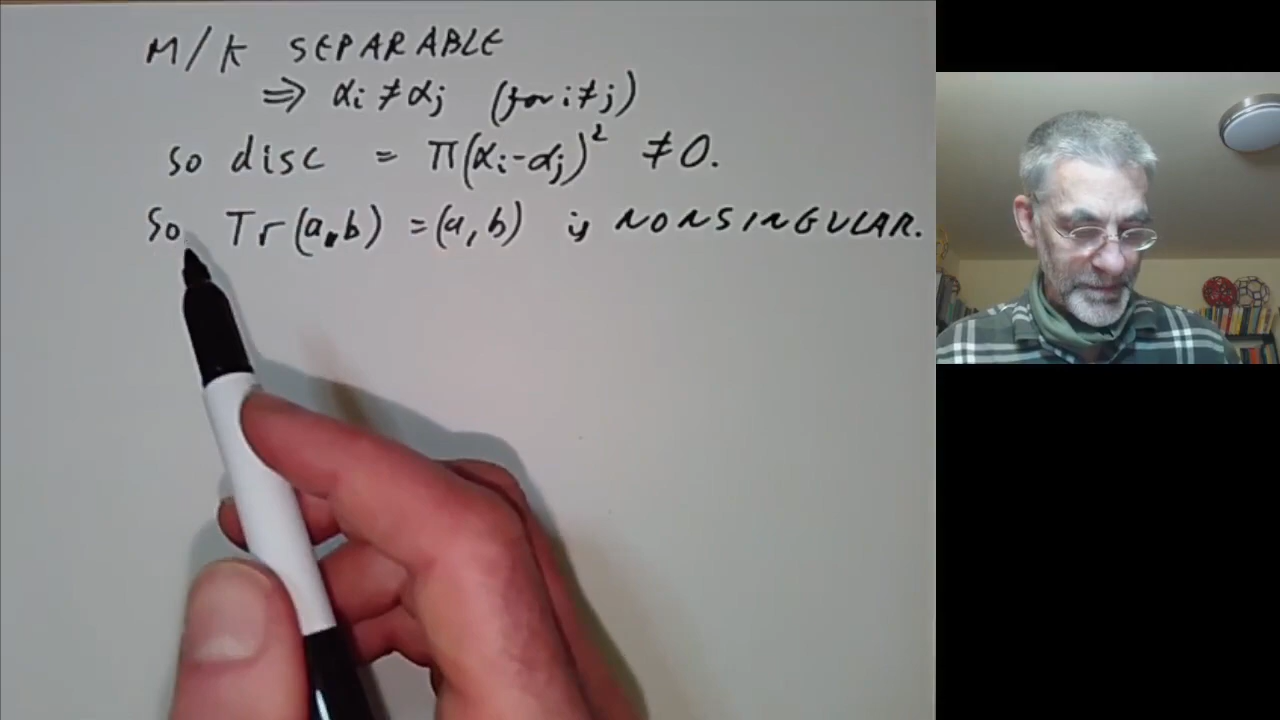 M/K SEPARABLE
⇒ αi ≠ αj (for i ≠ j)
so disc = π(αi-αj)² ≠ 0.
So Tr(a,b) = (a,b) is NONSINGULAR.